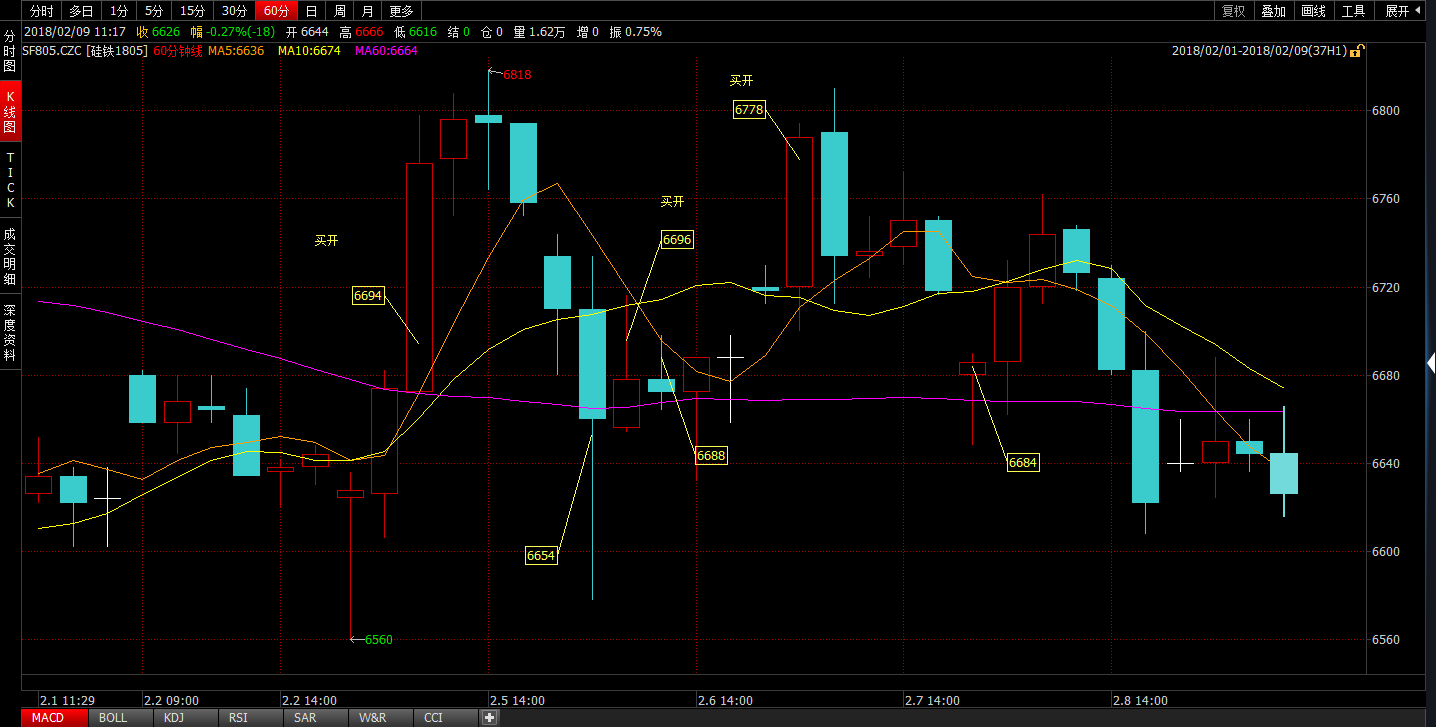 分时 多日 1分 5分 15分 30分 60分 日 周 月 更多 复权 叠加 画线 工具 展开
2018/02/09 11:17 收 6626 幅 -0.27%(-18) 开 6644 高 6666 低 6616 结 0 仓 0 量 1.62万 增 0 振 0.75%
SF805.CZC [硅铁1805] 60分钟线 MA5:6636 MA10:6674 MA60:6664 2018/02/01-2018/02/09(37H1)
分时图
K线图
TICK
成交明细
深度资料
6818
买开
6778
6800
6760
买开
6696
买开
6694
6720
6680
6688
6684
6640
6654
6600
6560
6560
2.1 11:29 2.2 09:00 2.2 14:00 2.5 14:00 2.6 14:00 2.7 14:00 2.8 14:00
MACD BOLL KDJ RSI SAR W&R CCI